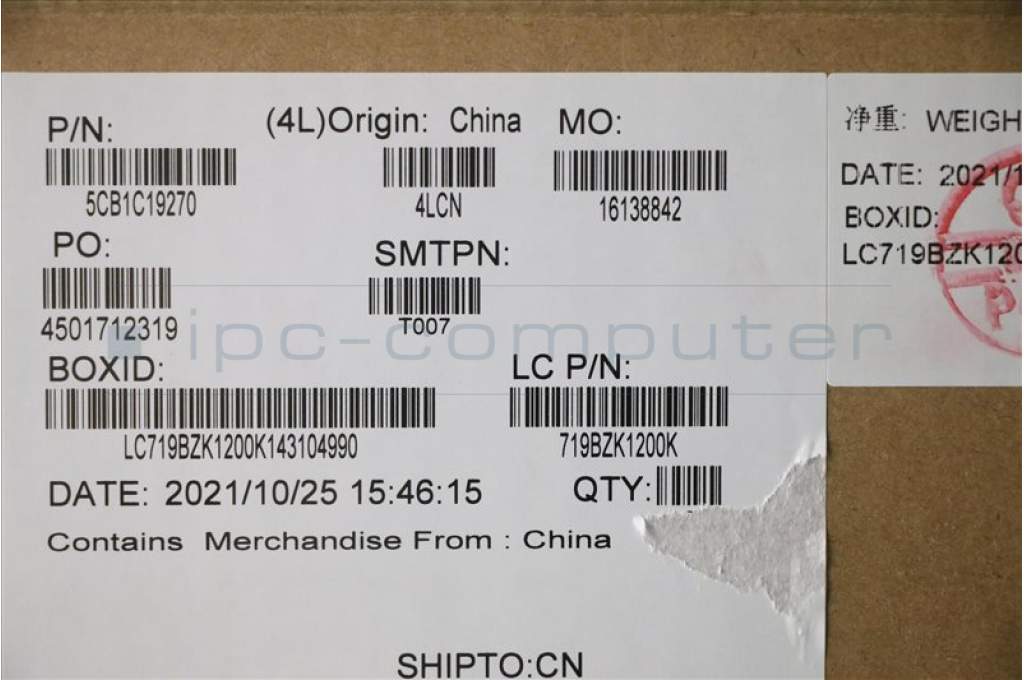 P/N:
(4L)Origin: China
MO:
5CB1C19270
4LCN
16138842
PO:
SMTPN:
4501712319
T007
ipc-computer
BOXID:
LC P/N:
LC719BZK1200K143104990
719BZK1200K
DATE: 2021/10/25 15:46:15
QTY:
Contains Merchandise From : China
SHIPTO:CN
净重: WEIGH
DATE: 2021/1
BOXID:
LC719BZK120